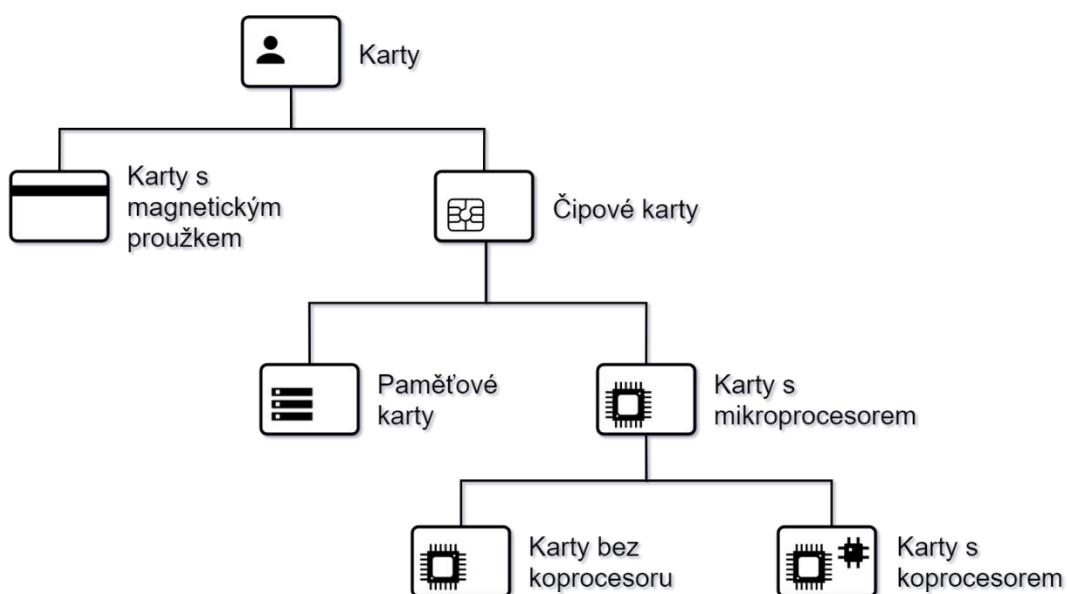 Karty
Karty s
magnetickým
proužkem
Čipové karty
Paměťové
karty
Karty s
mikroprocesorem
Karty bez
koprocesoru
Karty s
koprocesorem